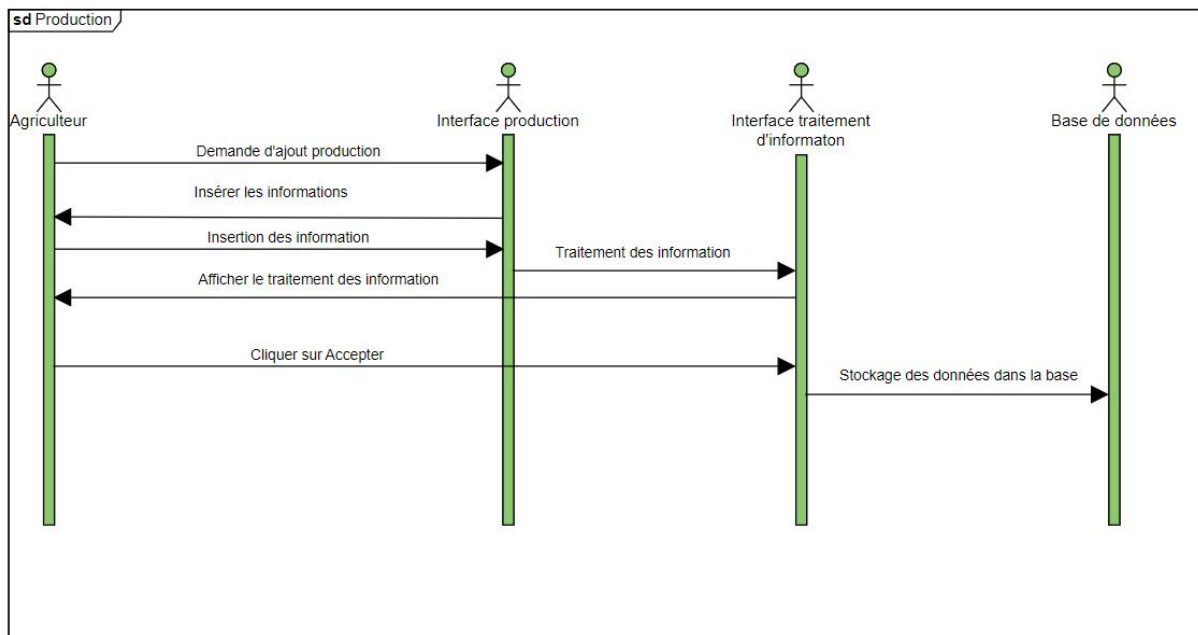 sd Production
Agriculteur
Interface production
Interface traitement
d'informaton
Base de données
Demande d'ajout production
Insérer les informations
Insertion des information
Traitement des information
Afficher le traitement des information
Cliquer sur Accepter
Stockage des données dans la base